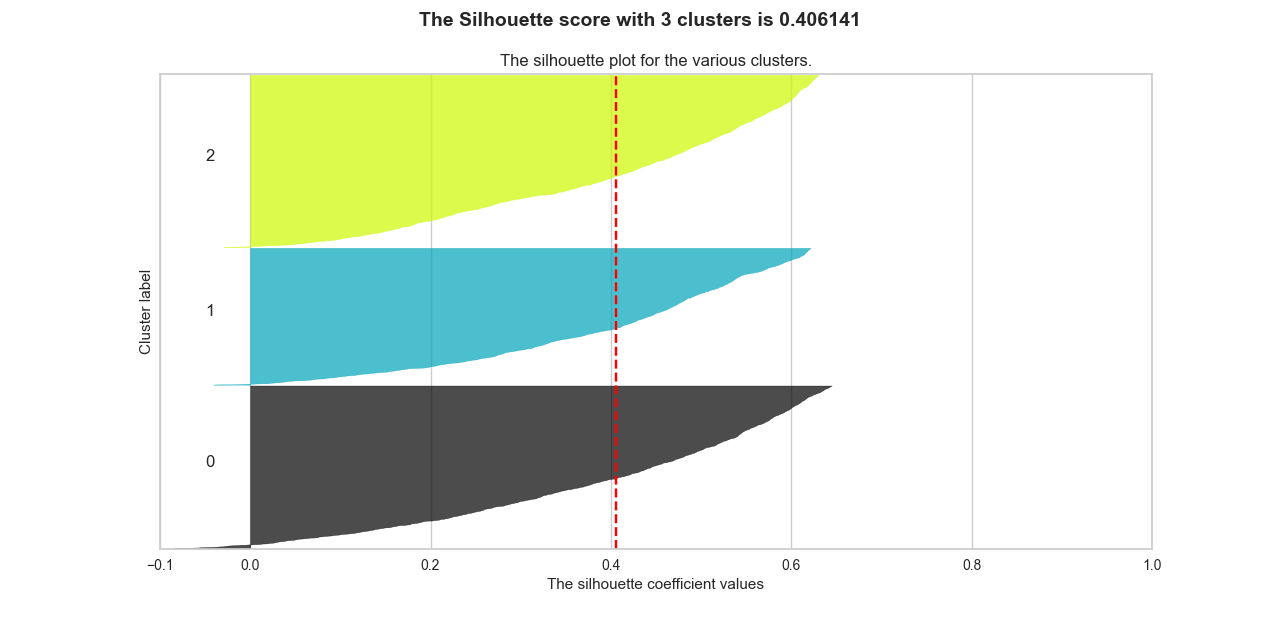 The Silhouette score with 3 clusters is 0.406141
The silhouette plot for the various clusters.
2
1
0
Cluster label
−0.1 0.0 0.2 0.4 0.6 0.8 1.0
The silhouette coefficient values